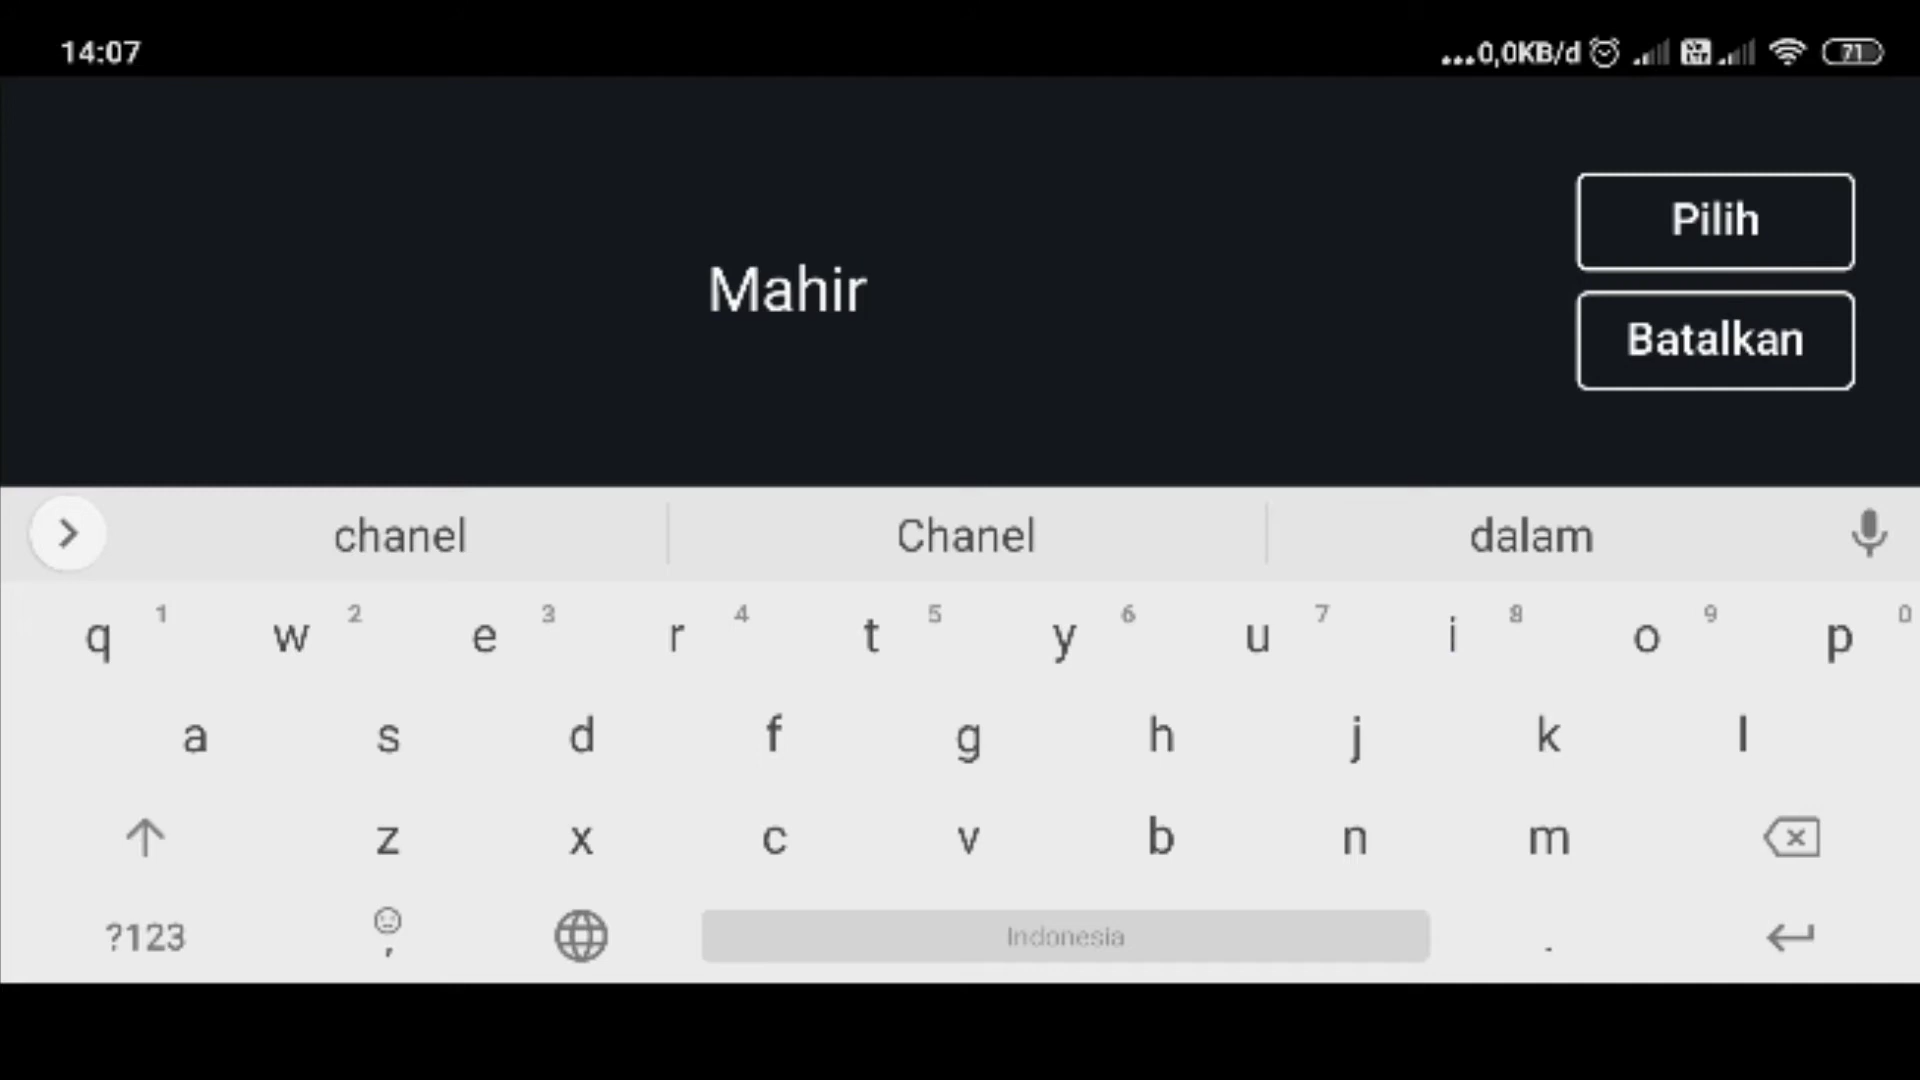 14:07
...0,0KB/d 71
Pilih
Mahir
Batalkan
chanel Chanel dalam
q 1 w 2 e 3 r 4 t 5 y 6 u 7 i 8 o 9 p 0
a s d f g h j k l
z x c v b n m
?123 , Indonesia .